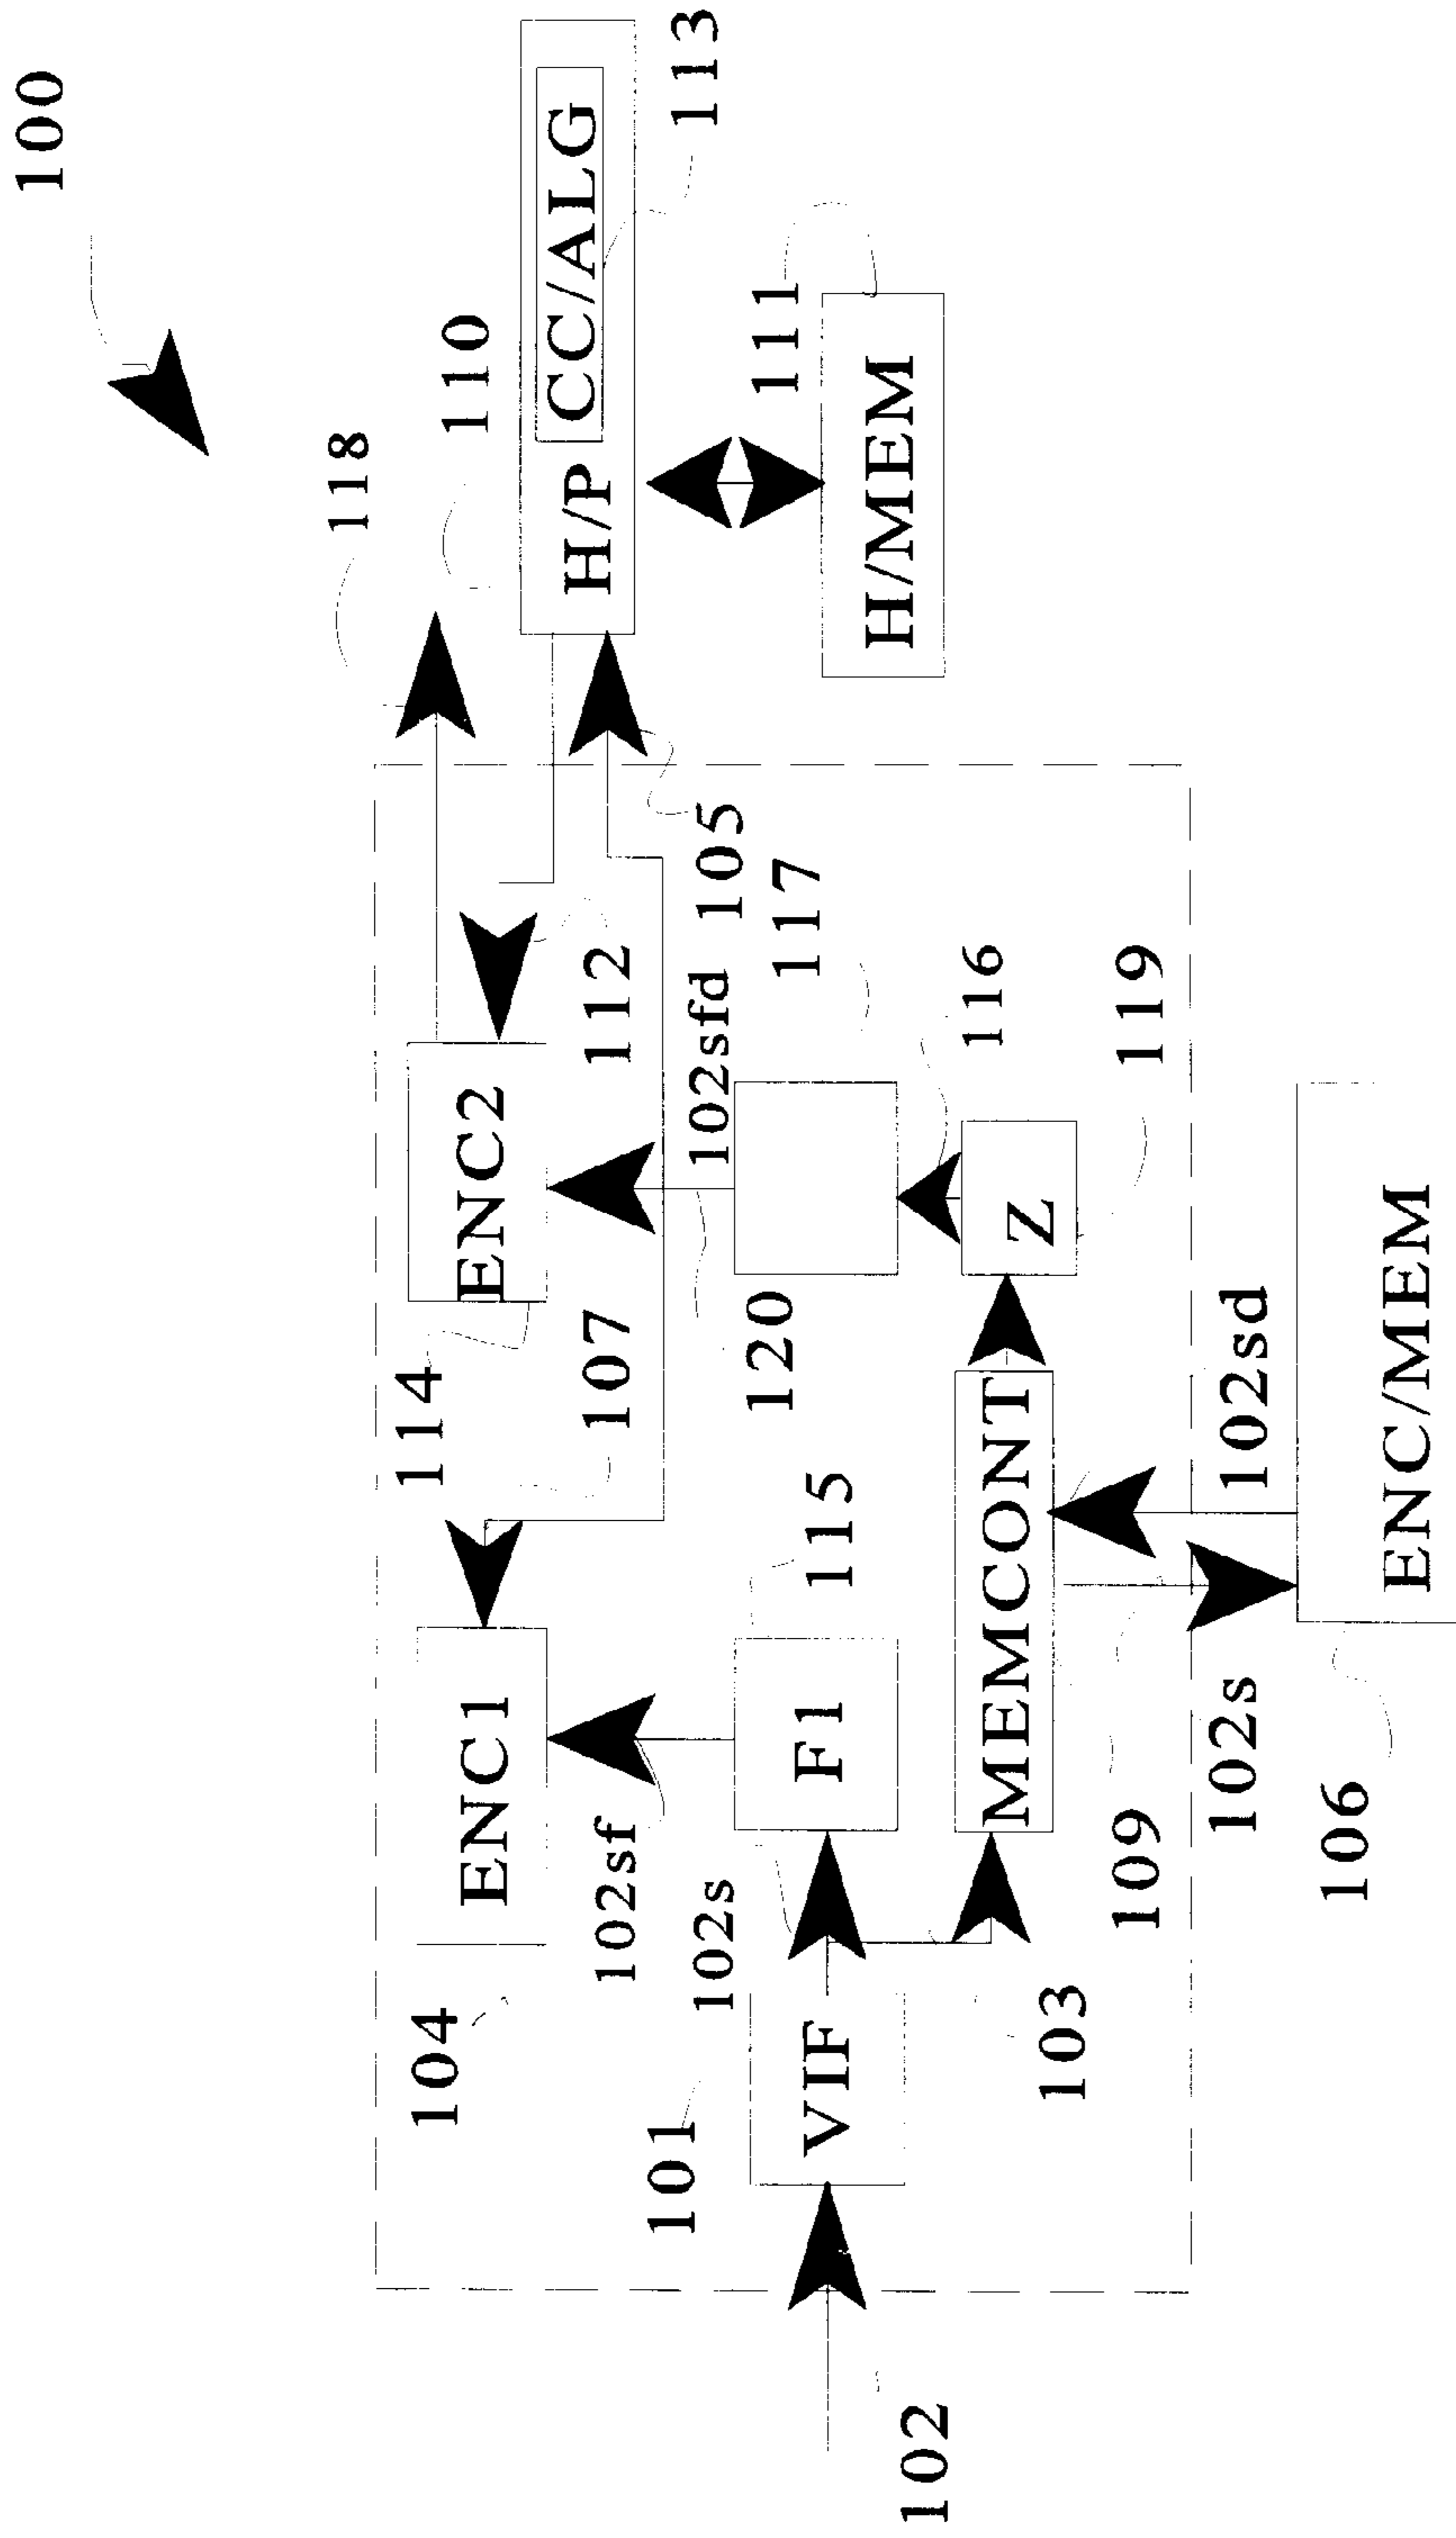 100
118
110
H/P
CC/ALG
113
111
H/MEM
114
ENC2
112
107
102sfd
105
117
104
ENC1
102sf
102s
F1
115
120
116
Z
119
101
VIF
103
MEMCONT
109
102
102s
102sd
106
ENC/MEM